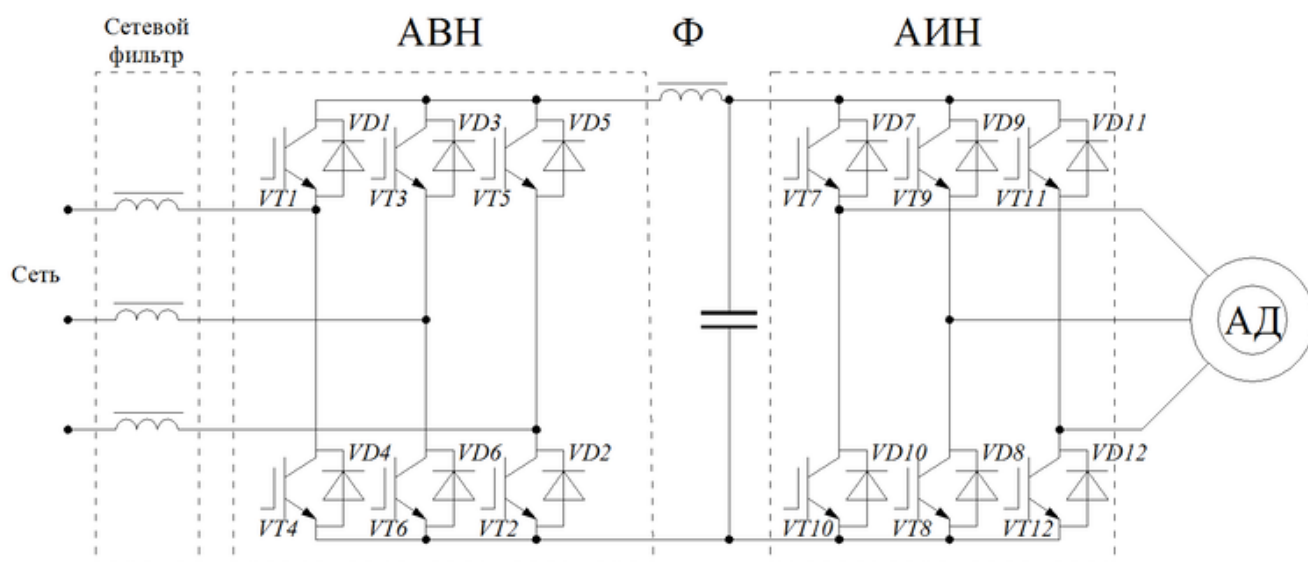 Сетевой
фильтр
АВН
Ф
АИН
VD1
VD3
VD5
VD7
VD9
VD11
VT1
VT3
VT5
VT7
VT9
VT11
Сеть
АД
VD4
VD6
VD2
VD10
VD8
VD12
VT4
VT6
VT2
VT10
VT8
VT12